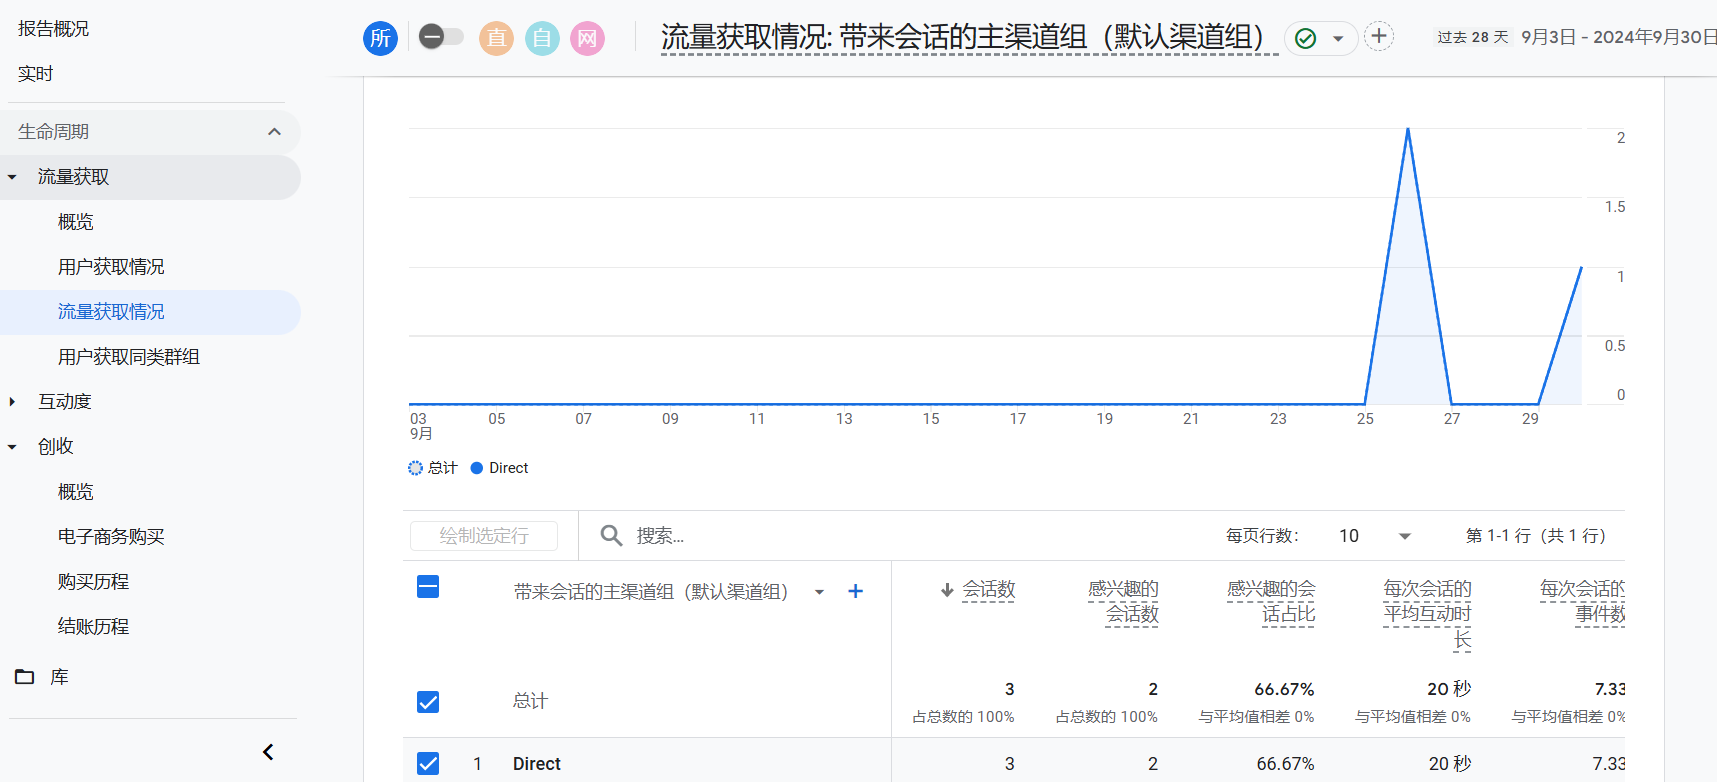 报告概况
实时
生命周期
流量获取
概览
用户获取情况
流量获取情况
用户获取同类群组
互动度
创收
概览
电子商务购买
购买历程
结账历程
库
所 直 自 网 流量获取情况: 带来会话的主渠道组（默认渠道组） 过去 28 天 9月3日 - 2024年9月30日
2
1.5
1
0.5
0
03 05 07 09 11 13 15 17 19 21 23 25 27 29
9月
总计 Direct
绘制选定行 搜索... 每页行数： 10 第 1-1 行（共 1 行）
带来会话的主渠道组（默认渠道组） + 会话数 感兴趣的 感兴趣的会 每次会话的 每次会话的
会话数 话占比 平均互动时 事件数
长
总计 3 2 66.67% 20 秒 7.33
占总数的 100% 占总数的 100% 与平均值相差 0% 与平均值相差 0% 与平均值相差 0%
1 Direct 3 2 66.67% 20 秒 7.33